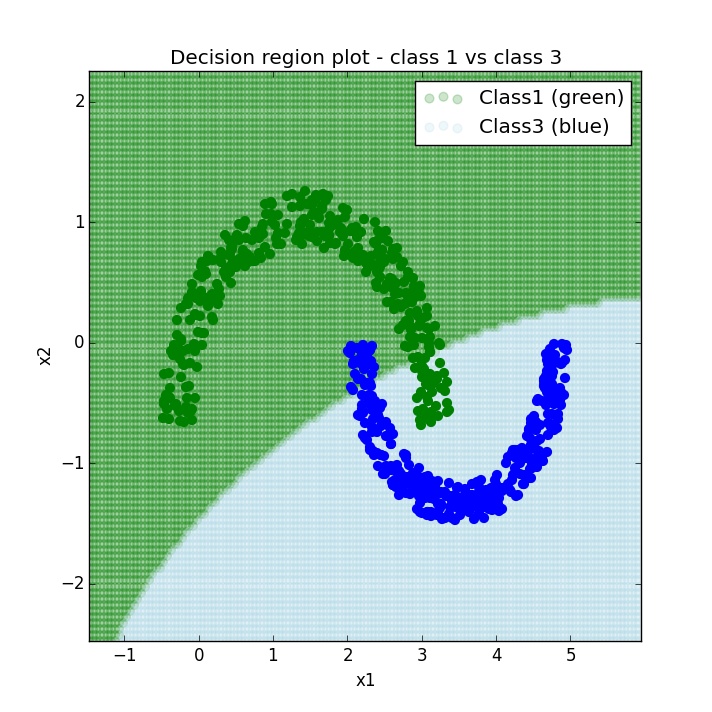 Decision region plot - class 1 vs class 3
Class1 (green)
Class3 (blue)
2
1
0
−1
−2
x2
−1 0 1 2 3 4 5
x1